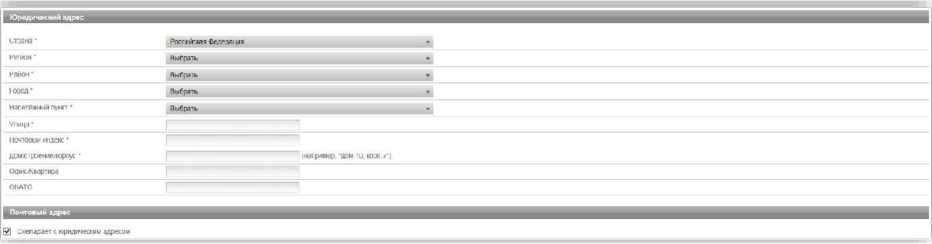 Юридический адрес
Страна *
Российская Федерация
Регион *
Выбрать
Район *
Выбрать
Город *
Выбрать
Населенный пункт *
Выбрать
Улица *
Почтовый индекс *
Дом/строение/корпус *
(например, "дом 10, корп.7")
Офис/Квартира
ОКАТО
Почтовый адрес
Совпадает с юридическим адресом